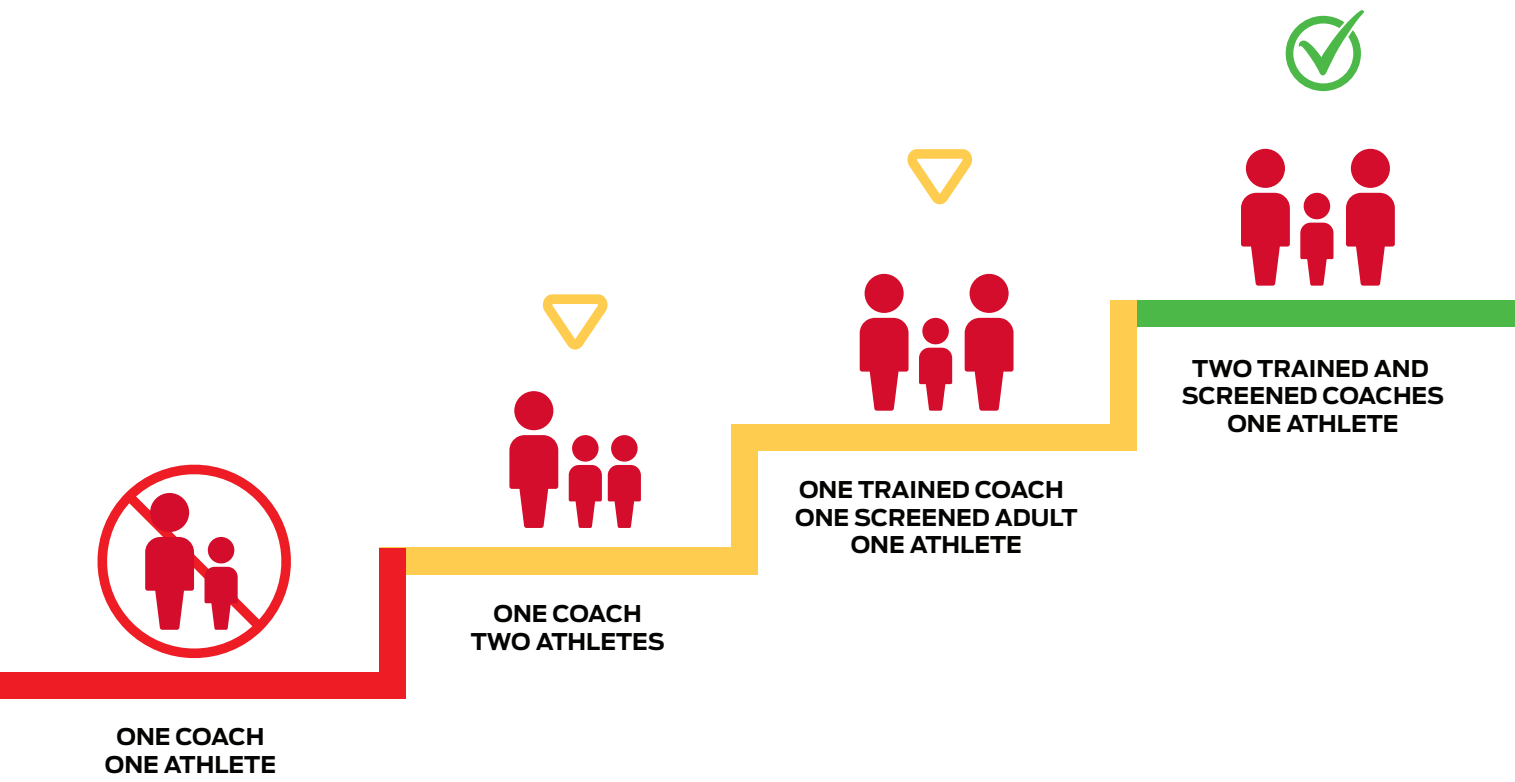 ONE COACH
ONE ATHLETE
ONE COACH
TWO ATHLETES
ONE TRAINED COACH
ONE SCREENED ADULT
ONE ATHLETE
TWO TRAINED AND
SCREENED COACHES
ONE ATHLETE